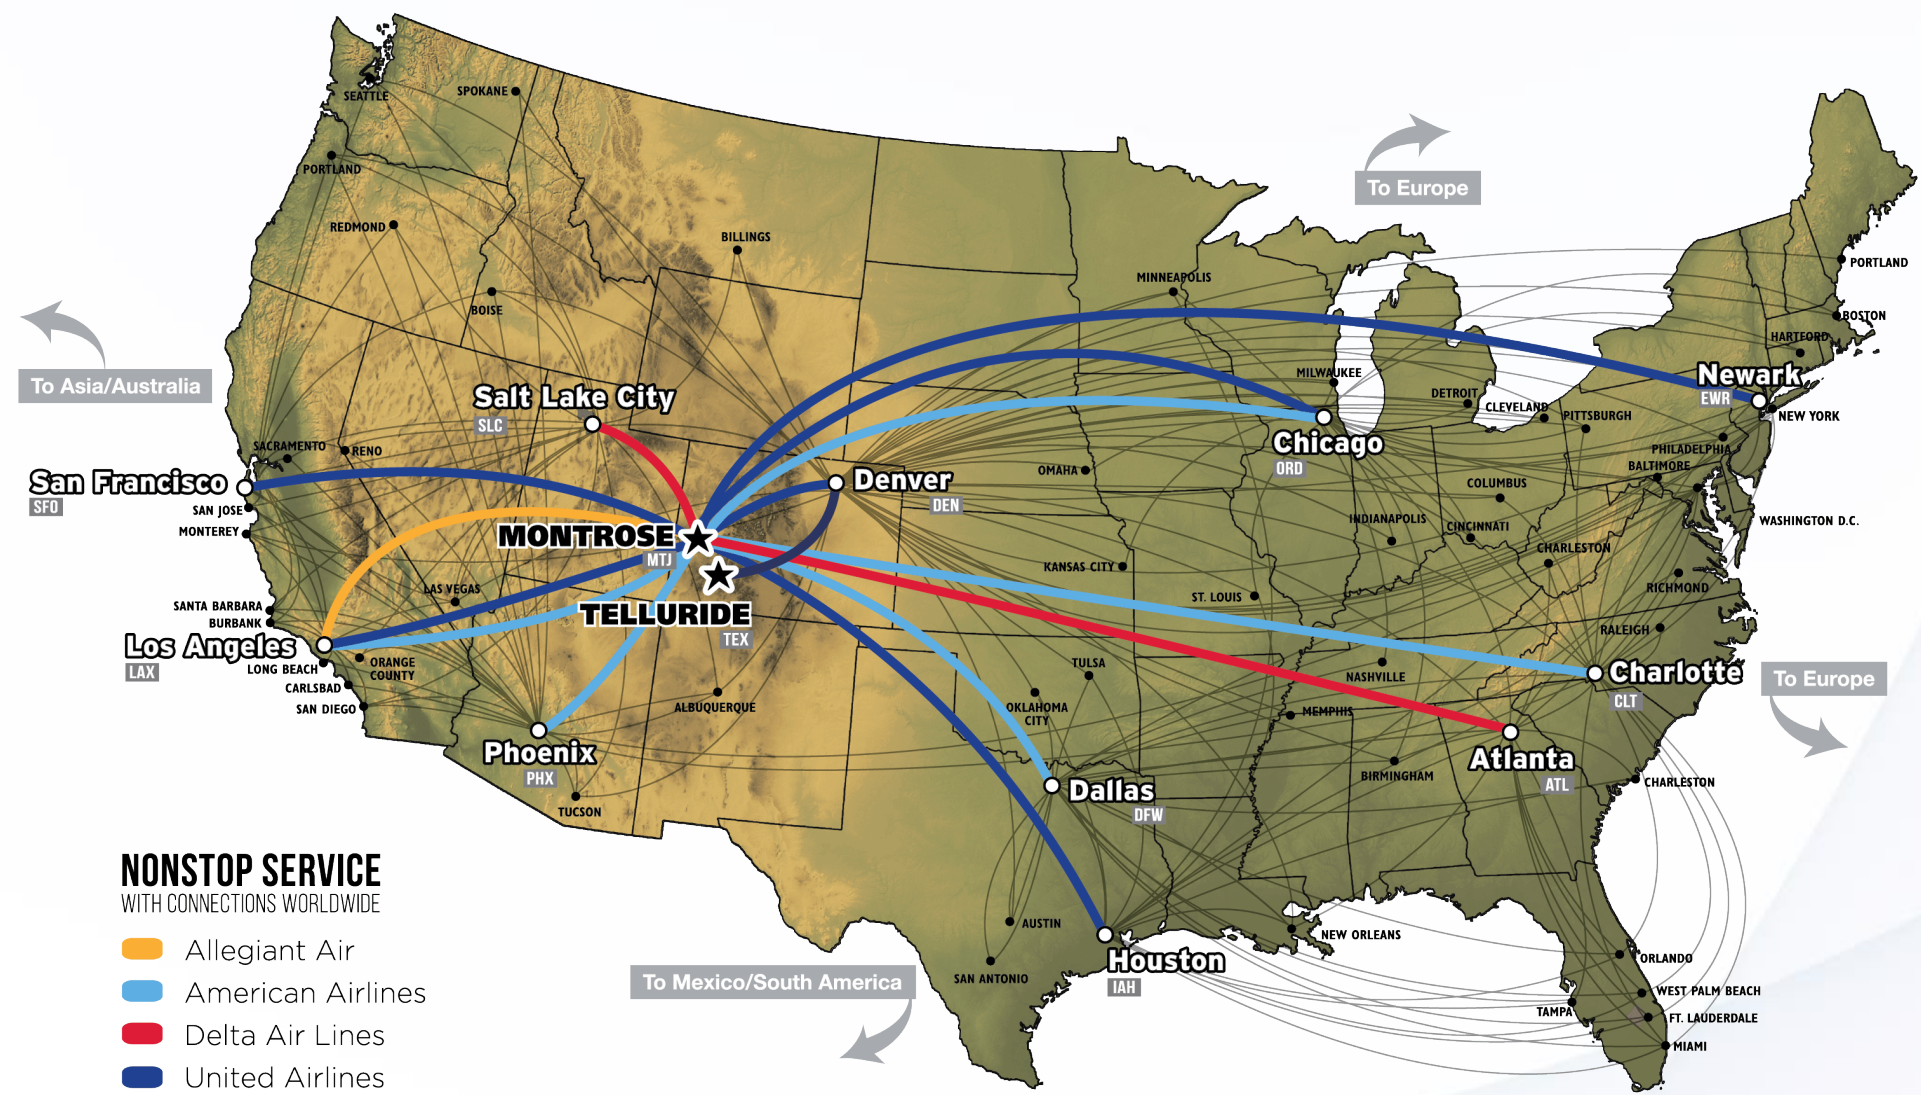 SEATTLE
SPOKANE
PORTLAND
REDMOND
BILLINGS
BOISE
MINNEAPOLIS
To Europe
PORTLAND
BOSTON
HARTFORD
To Asia/Australia
Salt Lake City
SLC
MILWAUKEE
DETROIT
CLEVELAND
PITTSBURGH
Newark
EWR
NEW YORK
Chicago
ORD
PHILADELPHIA
BALTIMORE
SACRAMENTO
RENO
San Francisco
SFO
SAN JOSE
MONTEREY
Denver
DEN
OMAHA
COLUMBUS
INDIANAPOLIS
CINCINNATI
WASHINGTON D.C.
MONTROSE
MTJ
KANSAS CITY
CHARLESTON
RICHMOND
LAS VEGAS
TELLURIDE
TEX
ST. LOUIS
SANTA BARBARA
BURBANK
Los Angeles
LAX
LONG BEACH
ORANGE
COUNTY
CARLSBAD
SAN DIEGO
RALEIGH
TULSA
NASHVILLE
Charlotte
CLT
To Europe
ALBUQUERQUE
OKLAHOMA
CITY
MEMPHIS
Phoenix
PHX
TUCSON
Dallas
DFW
BIRMINGHAM
Atlanta
ATL
CHARLESTON
NONSTOP SERVICE
WITH CONNECTIONS WORLDWIDE
Allegiant Air
American Airlines
Delta Air Lines
United Airlines
AUSTIN
SAN ANTONIO
To Mexico/South America
Houston
IAH
NEW ORLEANS
ORLANDO
WEST PALM BEACH
TAMPA
FT. LAUDERDALE
MIAMI